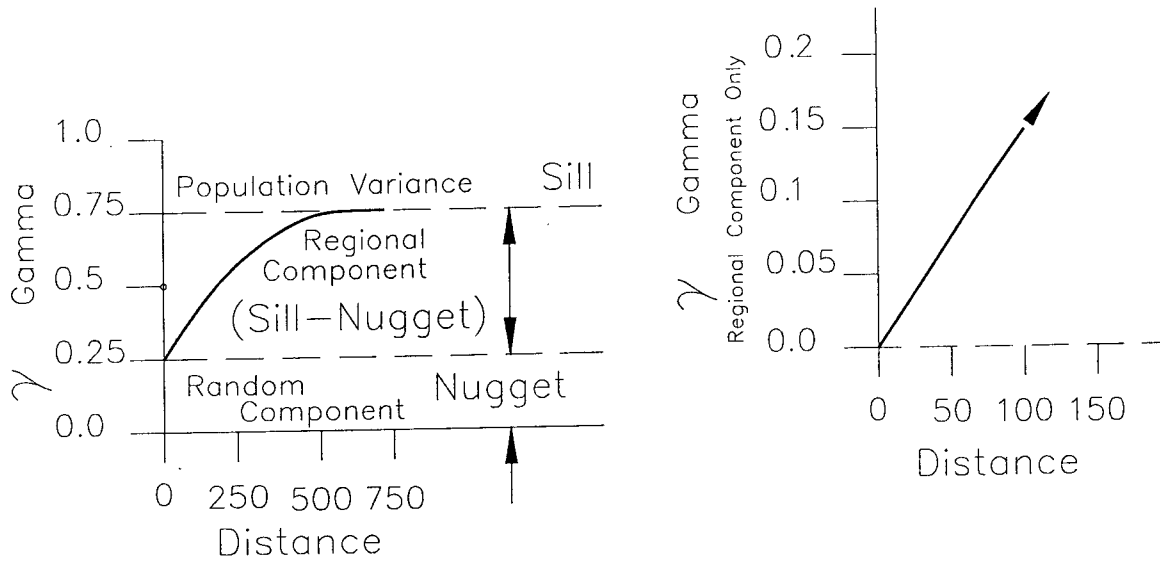 1.0
Population Variance
Sill
0.75
Regional
Component
0.5
(Sill-Nugget)
0.25
Random
Component
Nugget
0.0
γ Gamma
0 250 500 750
Distance
0.2
0.15
0.1
0.05
0.0
γ Gamma
Regional Component Only
0 50 100 150
Distance